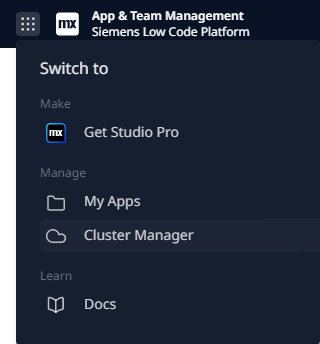 mx App & Team Management
Siemens Low Code Platform
Switch to
Make
mx Get Studio Pro
Manage
My Apps
Cluster Manager
Learn
Docs